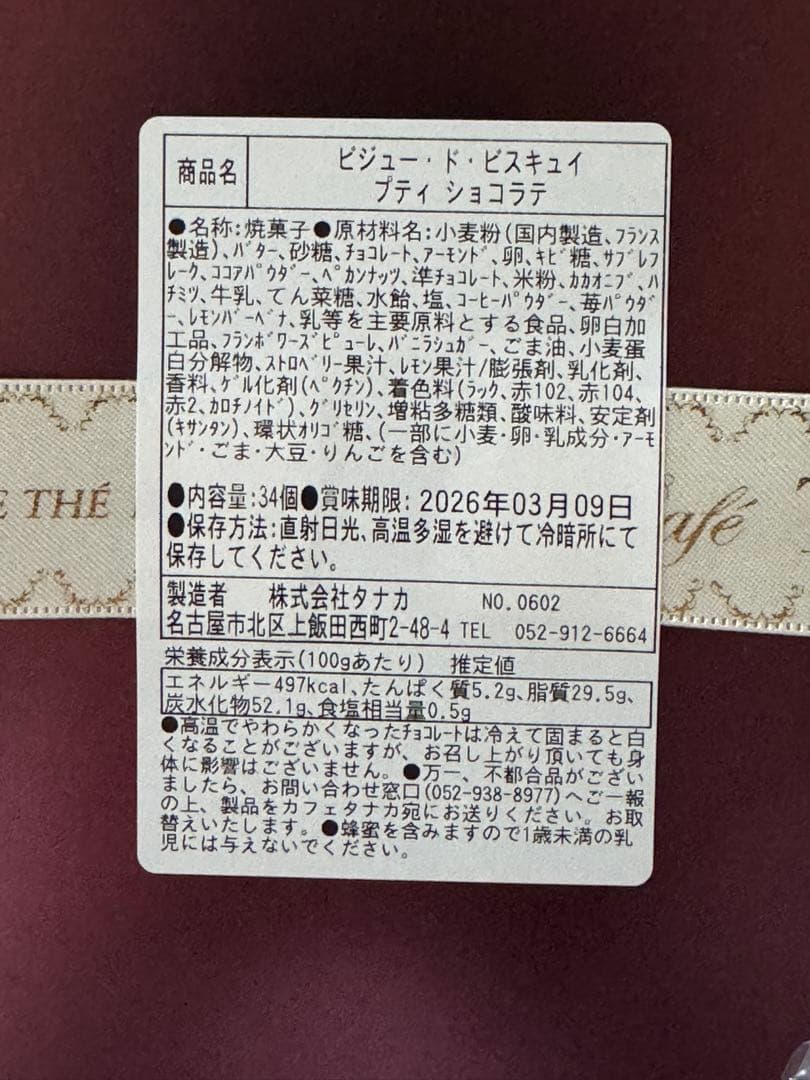 商品名
ビジュー・ド・ビスキュイ
プティ ショコラテ
●名称:焼菓子●原材料名:小麦粉(国内製造、フランス
製造)、バター、砂糖、チョコレート、アーモンド、卵、キビ糖、サブレフ
レーク、ココアパウダー、ペカンナッツ、準チョコレート、米粉、カカオニブ、ハ
チミツ、牛乳、てん菜糖、水飴、塩、コーヒーパウダー、苺パウダ
ー、レモンバーベナ、乳等を主要原料とする食品、卵白加
工品、フランボワーズピューレ、バニラシュガー、ごま油、小麦蛋
白分解物、ストロベリー果汁、レモン果汁/膨張剤、乳化剤、
香料、ゲル化剤(ペクチン)、着色料(ラック、赤102、赤104、
赤2、カロチノイド)、グリセリン、増粘多糖類、酸味料、安定剤
(キサンタン)、環状オリゴ糖、(一部に小麦・卵・乳成分・アーモ
ンド・ごま・大豆・りんごを含む)
●内容量:34個●賞味期限: 2026年03月09日
●保存方法:直射日光、高温多湿を避けて冷暗所にて
保存してください。
E THÉ
afé
製造者 株式会社タナカ NO.0602
名古屋市北区上飯田西町2-48-4 TEL 052-912-6664
栄養成分表示(100gあたり) 推定値
エネルギー497kcal、たんぱく質5.2g、脂質29.5g、
炭水化物52.1g、食塩相当量0.5g
●高温でやわらかくなったチョコレートは冷えて固まると白
くなることがございますが、お召し上がり頂いても身
体に影響はございません。●万一、不都合品がござい
ましたら、お問い合わせ窓口(052-938-8977)へご一報
の上、製品をカフェタナカ宛にお送りください。お取
替えいたします。●蜂蜜を含みますので1歳未満の乳
児には与えないでください。